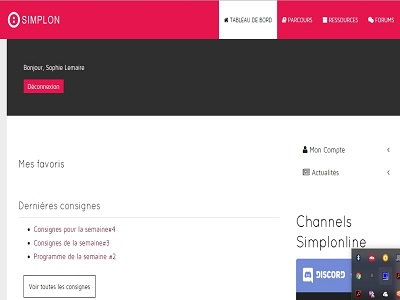 SIMPLON
TABLEAU DE BORD
PARCOURS
RESSOURCES
FORUMS
Bonjour, Sophie Lemaire
Déconnexion
Mon Compte
Mes favoris
Actualités
Dernières consignes
Consignes pour la semaine#4
Consignes de la semaine#3
Programme de la semaine #2
Voir toutes les consignes
Channels
Simplonline
DISCORD